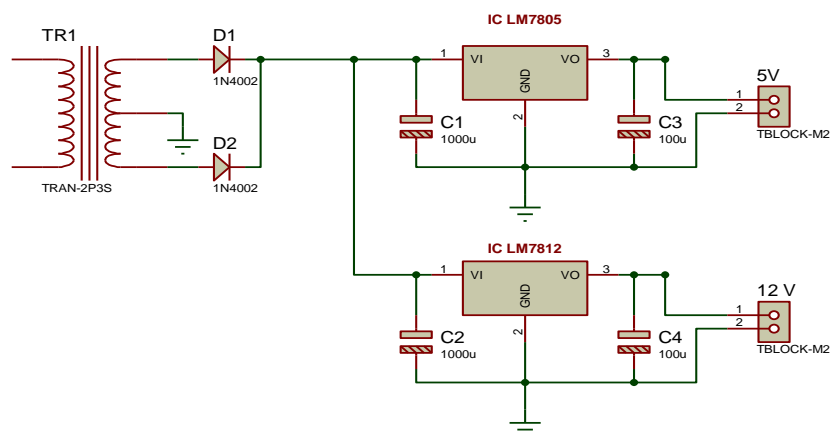 TR1
TRAN-2P3S
D1
1N4002
D2
1N4002
IC LM7805
1
VI
VO
3
GND
2
C1
1000u
C3
100u
5V
1
2
TBLOCK-M2
IC LM7812
1
VI
VO
3
GND
2
C2
1000u
C4
100u
12 V
1
2
TBLOCK-M2